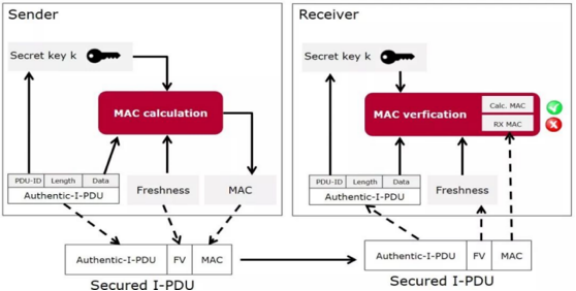 Sender
Secret key k
MAC calculation
PDU-ID Length Data
Authentic-I-PDU
Freshness
MAC
Authentic-I-PDU FV MAC
Secured I-PDU
Receiver
Secret key k
MAC verfication
Calc. MAC
RX MAC
PDU-ID Length Data
Authentic-I-PDU
Freshness
Authentic-I-PDU FV MAC
Secured I-PDU